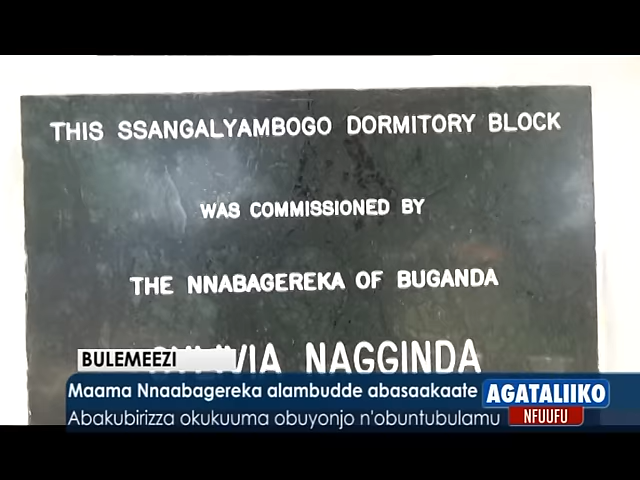 THIS SSANGALYAMBOGO DORMITORY BLOCK
WAS COMMISSIONED BY
THE NNABAGEREKA OF BUGANDA
NAGGINDA
BULEMEEZI
Maama Nnaabagereka alambudde abasaakaate
Abakubirizza okukuuma obuyonjo n'obuntubulamu
AGATALIIKO
NFUUFU